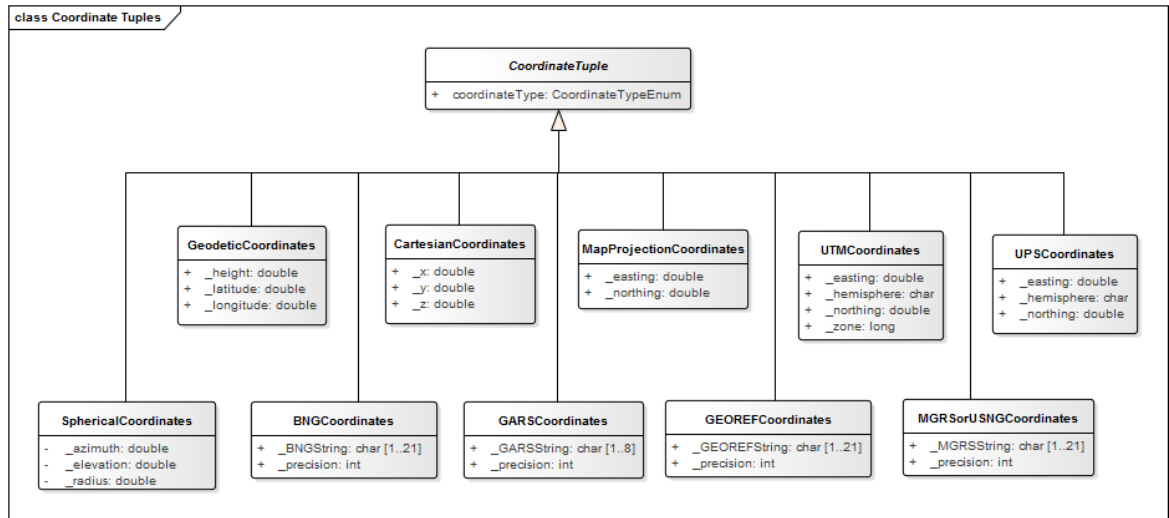 class Coordinate Tuples
CoordinateTuple
+ coordinateType: CoordinateTypeEnum
GeodeticCoordinates
+ _height: double
+ _latitude: double
+ _longitude: double
CartesianCoordinates
+ _x: double
+ _y: double
+ _z: double
MapProjectionCoordinates
+ _easting: double
+ _northing: double
UTMCoordinates
+ _easting: double
+ _hemisphere: char
+ _northing: double
+ _zone: long
UPSCoordinates
+ _easting: double
+ _hemisphere: char
+ _northing: double
SphericalCoordinates
- _azimuth: double
- _elevation: double
- _radius: double
BNGCoordinates
+ _BNGString: char [1..21]
+ _precision: int
GARSCoordinates
+ _GARSString: char [1..8]
+ _precision: int
GEOREFCoordinates
+ _GEOREFString: char [1..21]
+ _precision: int
MGRSorUSNGCoordinates
+ _MGRSString: char [1..21]
+ _precision: int